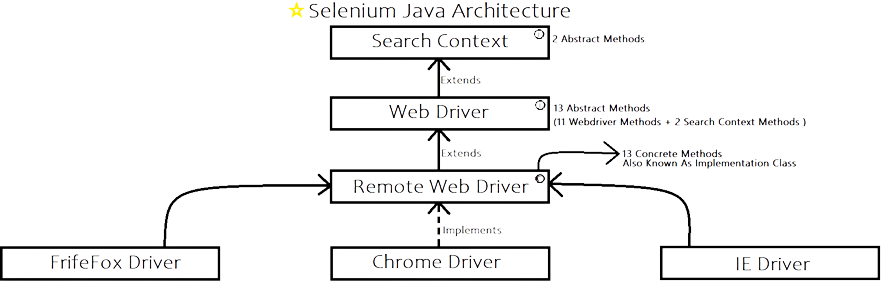 Selenium Java Architecture
Search Context
2 Abstract Methods
Extends
Web Driver
13 Abstract Methods
(11 Webdriver Methods + 2 Search Context Methods )
Extends
13 Concrete Methods
Also Known As Implementation Class
Remote Web Driver
Implements
FrifeFox Driver
Chrome Driver
IE Driver